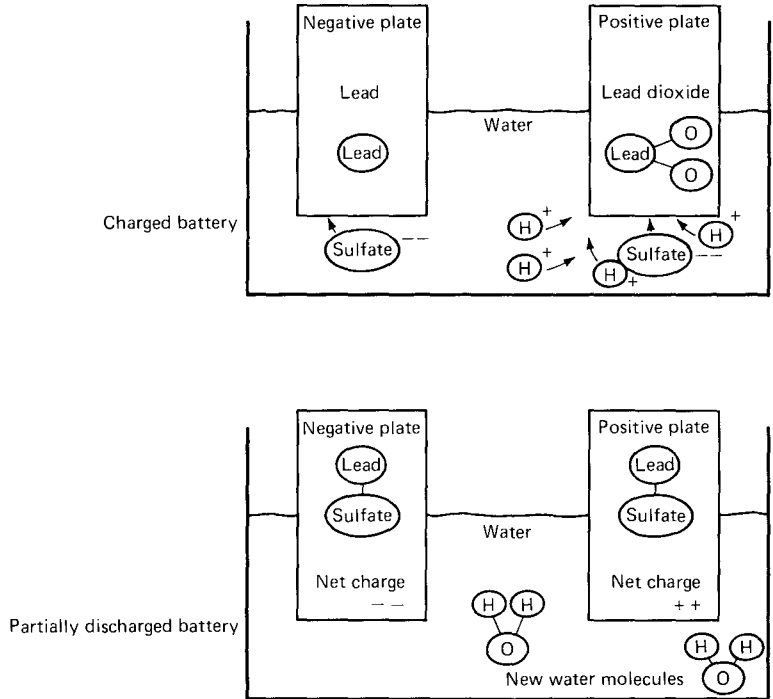 Negative plate
Positive plate
Lead
Lead dioxide
Water
O
Lead
Lead
O
Charged battery
H +
H +
Sulfate − −
Sulfate − −
H +
H +
Negative plate
Positive plate
Lead
Lead
Sulfate
Sulfate
Water
Net charge
− −
Net charge
+ +
Partially discharged battery
H H
O
H H
O
New water molecules